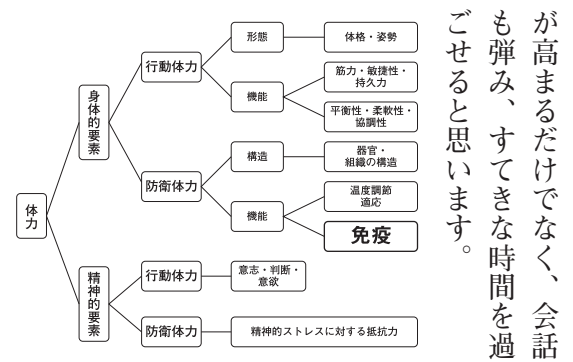 が高まるだけでなく、会話
も弾み、すてきな時間を過
ごせると思います。
体力
身体的要素
行動体力
形態
体格・姿勢
機能
筋力・敏捷性・
持久力
平衡性・柔軟性・
協調性
防衛体力
構造
器官・
組織の構造
機能
温度調節
適応
免疫
精神的要素
行動体力
意志・判断・
意欲
防衛体力
精神的ストレスに対する抵抗力